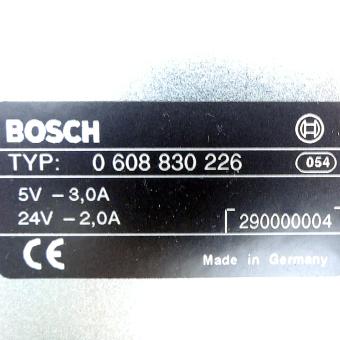 BOSCH
TYP: 0 608 830 226 054
5V - 3,0A
24V - 2,0A 290000004
CE Made in Germany